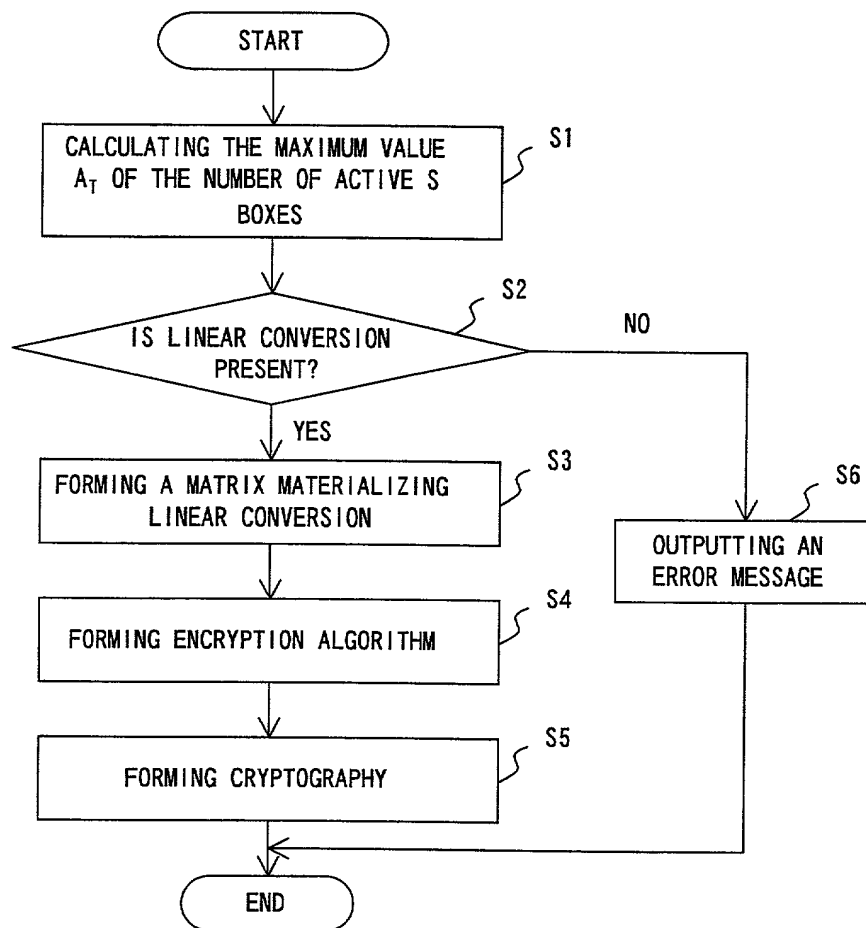 START
CALCULATING THE MAXIMUM VALUE
A_T OF THE NUMBER OF ACTIVE S
BOXES
S1
S2
IS LINEAR CONVERSION
PRESENT?
NO
YES
S3
FORMING A MATRIX MATERIALIZING
LINEAR CONVERSION
S6
OUTPUTTING AN
ERROR MESSAGE
S4
FORMING ENCRYPTION ALGORITHM
S5
FORMING CRYPTOGRAPHY
END